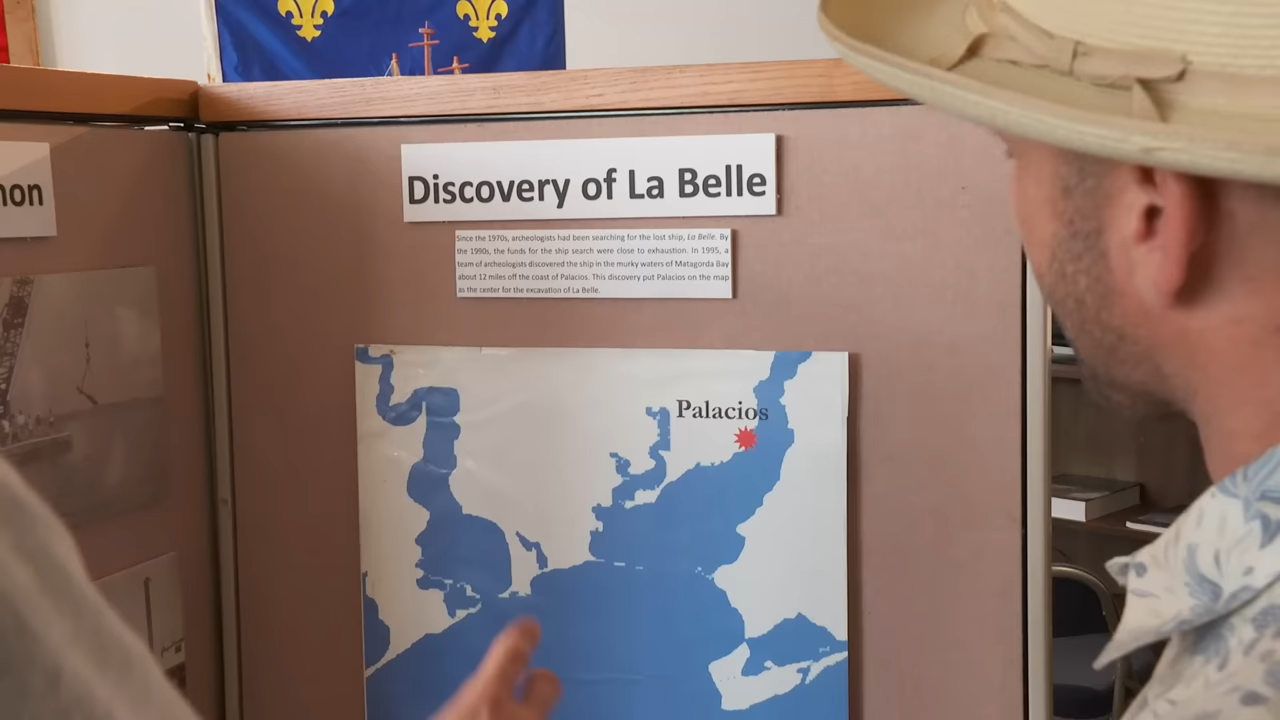 non
Discovery of La Belle
Since the 1970s, archeologists had been searching for the lost ship, La Belle. By
the 1990s, the funds for the ship search were close to exhaustion. In 1995, a
team of archeologists discovered the ship in the murky waters of Matagorda Bay
about 12 miles off the coast of Palacios. This discovery put Palacios on the map
as the center for the excavation of La Belle.
Palacios